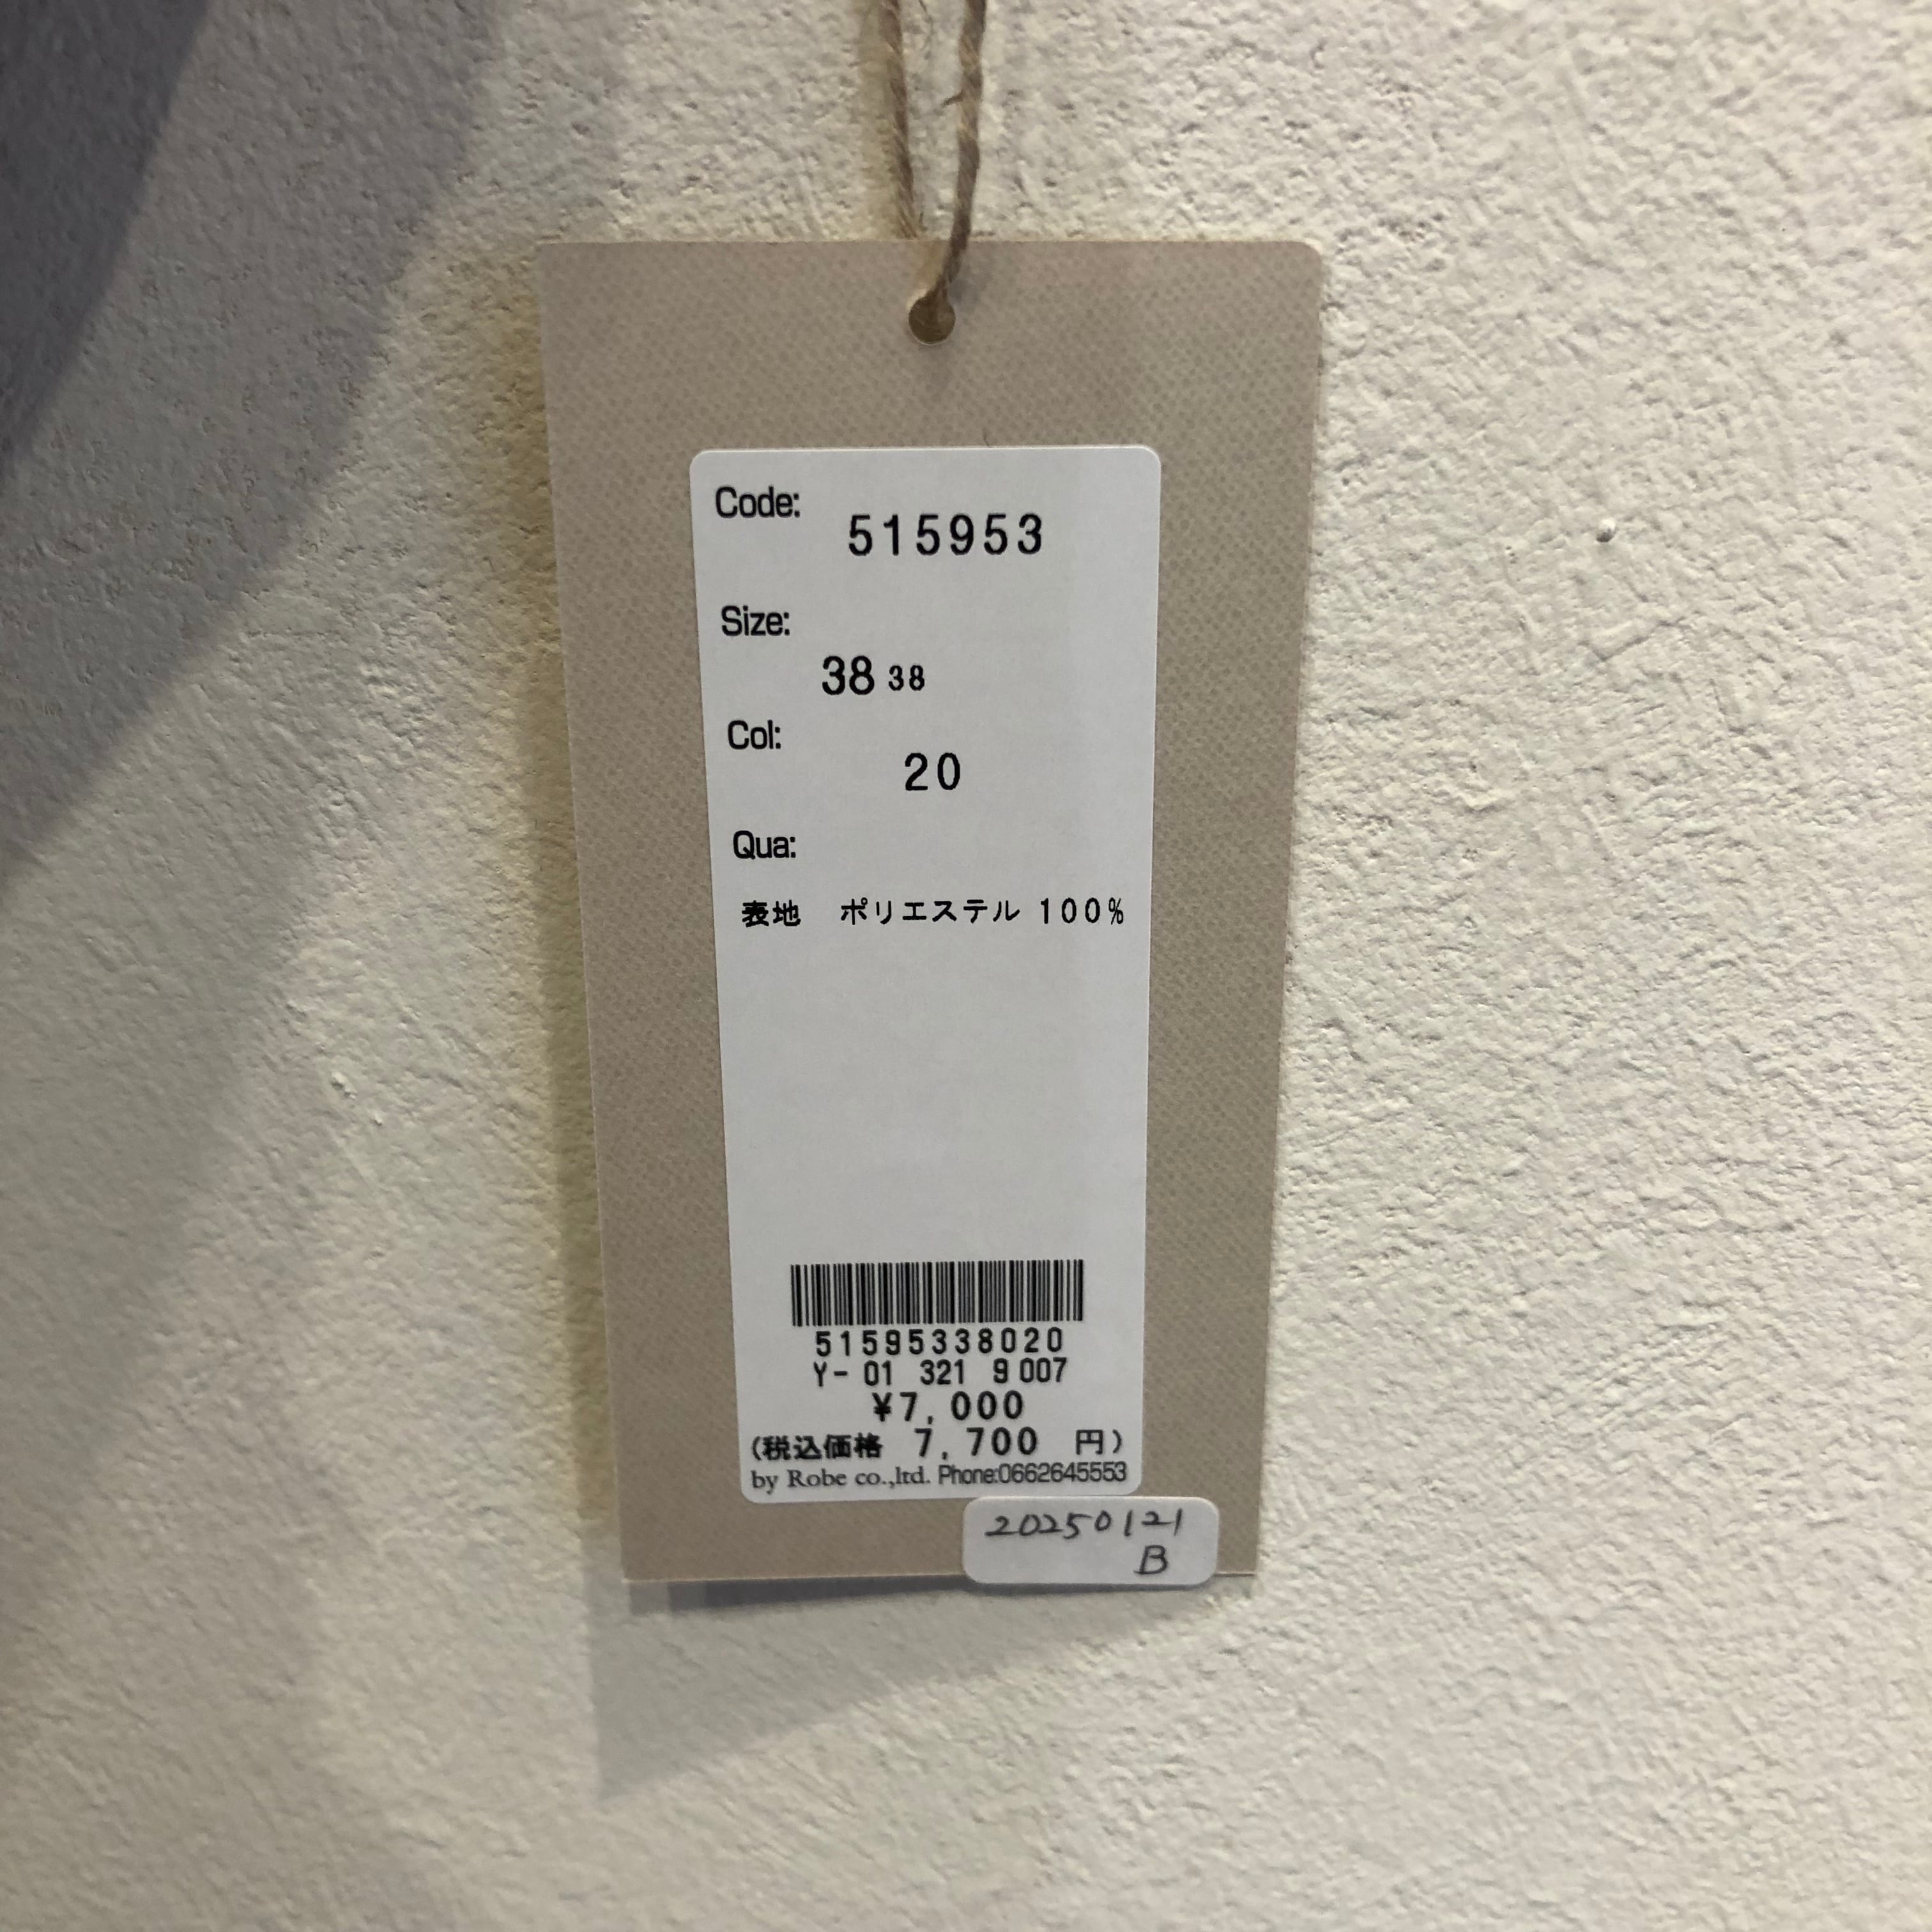 Code:
515953
Size:
38 38
Col:
20
Qua:
表地 ポリエステル 100%
51595338020
Y- 01 321 9 007
¥7,000
(税込価格 7,700 円)
by Robe co.,ltd. Phone:0662645553
20250121
B